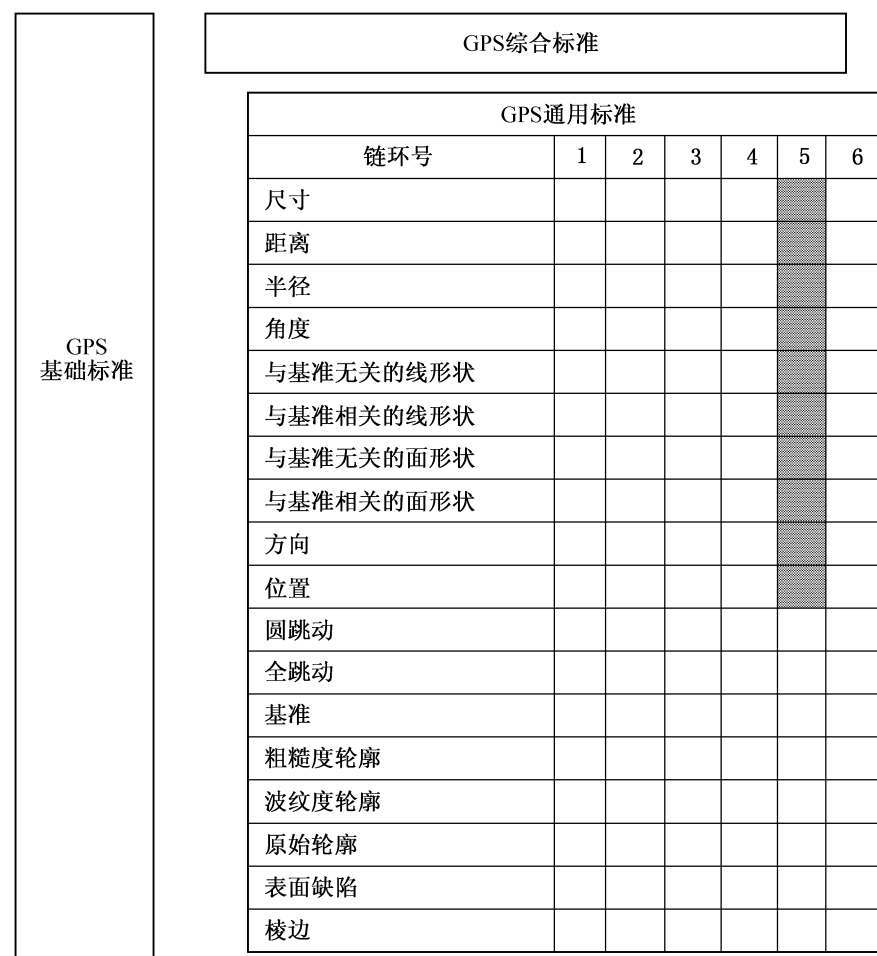 GPS
基础标准
GPS综合标准
GPS通用标准
链环号 1 2 3 4 5 6
尺寸
距离
半径
角度
与基准无关的线形状
与基准相关的线形状
与基准无关的面形状
与基准相关的面形状
方向
位置
圆跳动
全跳动
基准
粗糙度轮廓
波纹度轮廓
原始轮廓
表面缺陷
棱边